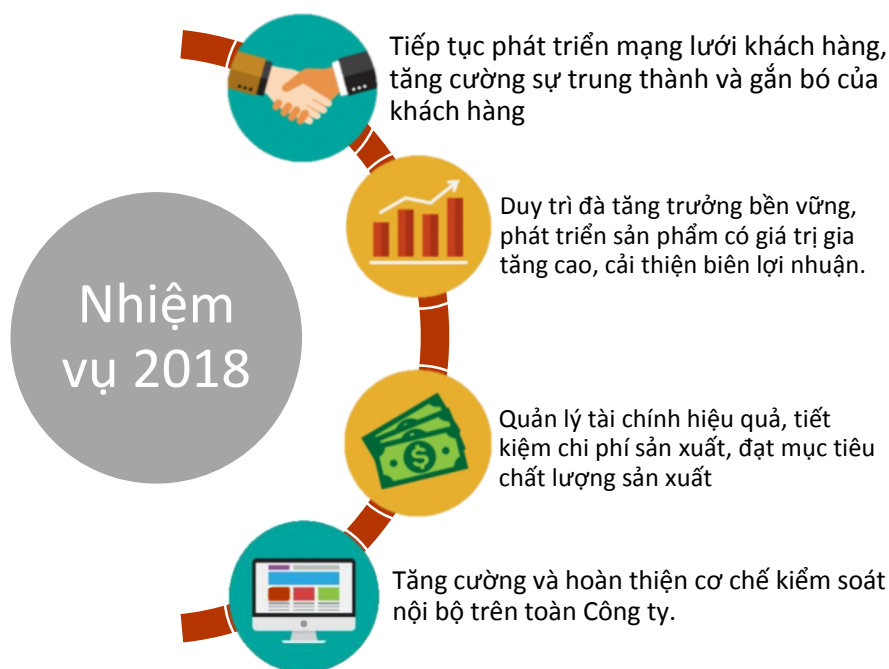 Tiếp tục phát triển mạng lưới khách hàng,
tăng cường sự trung thành và gắn bó của
khách hàng
Duy trì đà tăng trưởng bền vững,
phát triển sản phẩm có giá trị gia
tăng cao, cải thiện biên lợi nhuận.
Nhiệm
vụ 2018
Quản lý tài chính hiệu quả, tiết
kiệm chi phí sản xuất, đạt mục tiêu
chất lượng sản xuất
Tăng cường và hoàn thiện cơ chế kiểm soát
nội bộ trên toàn Công ty.